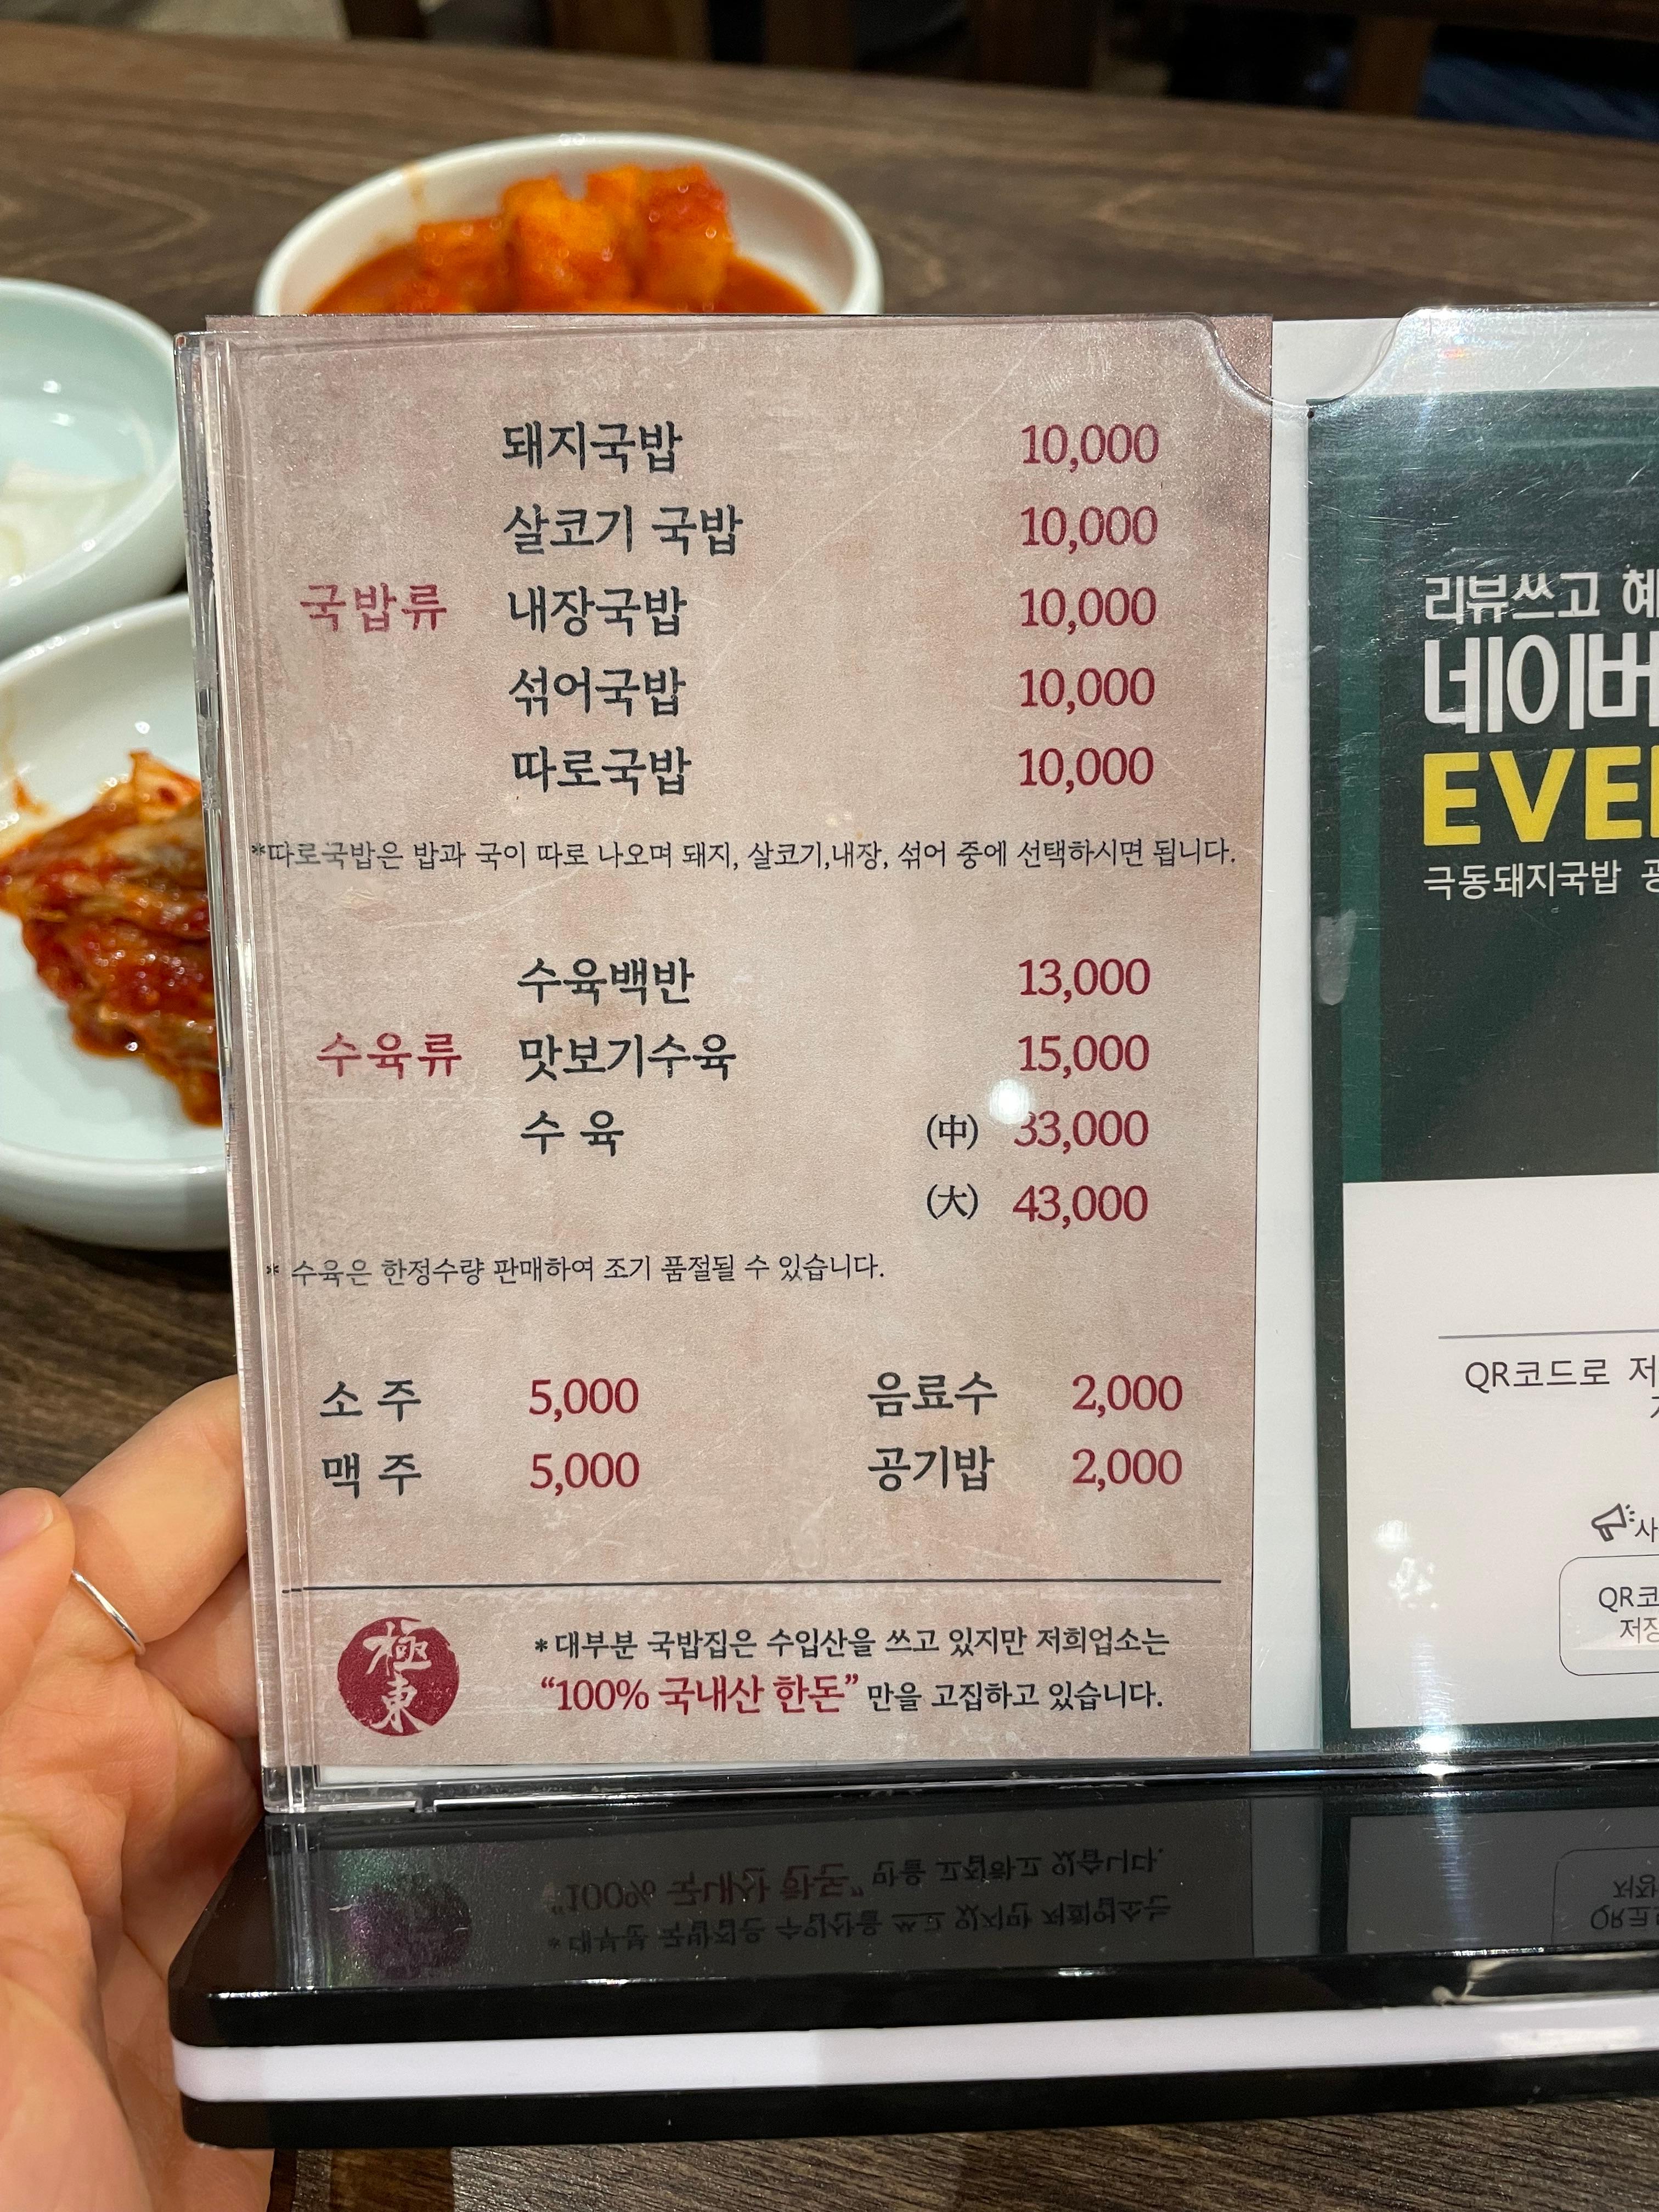 돼지국밥 10,000
살코기 국밥 10,000
국밥류 내장국밥 10,000
섞어국밥 10,000
따로국밥 10,000
*따로국밥은 밥과 국이 따로 나오며 돼지, 살코기,내장, 섞어 중에 선택하시면 됩니다.
수육백반 13,000
수육류 맛보기수육 15,000
수 육 (中) 33,000
(大) 43,000
* 수육은 한정수량 판매하여 조기 품절될 수 있습니다.
소 주 5,000 음료수 2,000
맥 주 5,000 공기밥 2,000
極東
*대부분 국밥집은 수입산을 쓰고 있지만 저희업소는
“100% 국내산 한돈”만을 고집하고 있습니다.
리뷰쓰고 혜
네이버
EVE
극동돼지국밥 공
QR코드로 저
사
QR코
저장